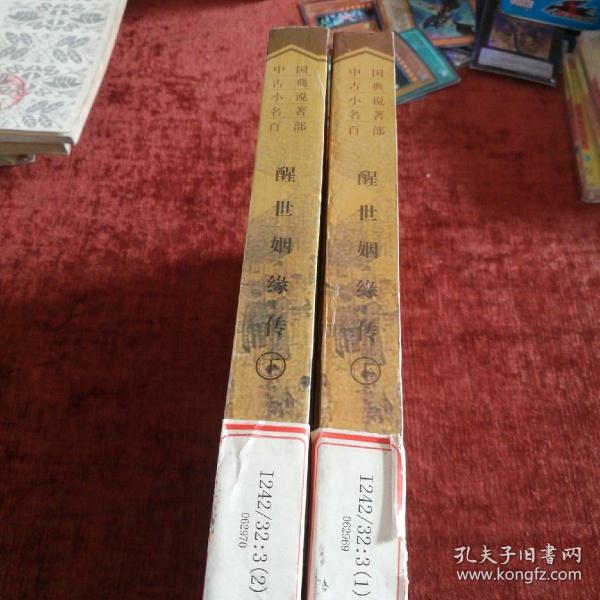 中国
古典
小说
名著
百部
醒世姻缘传 下
I242/32:3(2)
062970
中国
古典
小说
名著
百部
醒世姻缘传 上
I242/32:3(1)
062969
孔夫子旧书网
www.kongfz.com